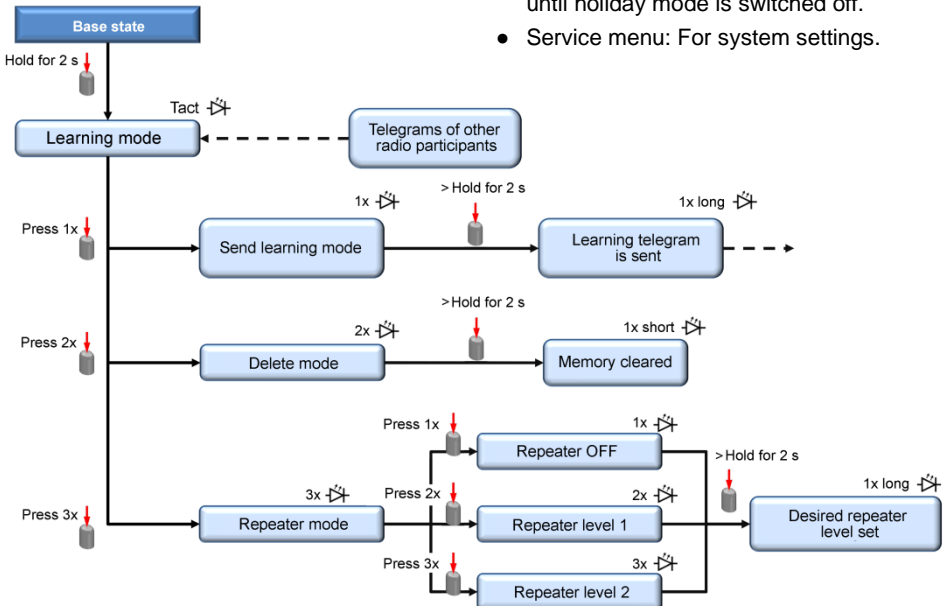 until holiday mode is switched off.
● Service menu: For system settings.
Base state
Hold for 2 s
Tact
Learning mode
Telegrams of other
radio participants
Press 1x
1x
>Hold for 2 s
1x long
Send learning mode
Learning telegram
is sent
Press 2x
2x
>Hold for 2 s
1x short
Delete mode
Memory cleared
Press 3x
3x
Repeater mode
Press 1x
1x
Repeater OFF
Press 2x
2x
Repeater level 1
Press 3x
3x
Repeater level 2
>Hold for 2 s
1x long
Desired repeater
level set